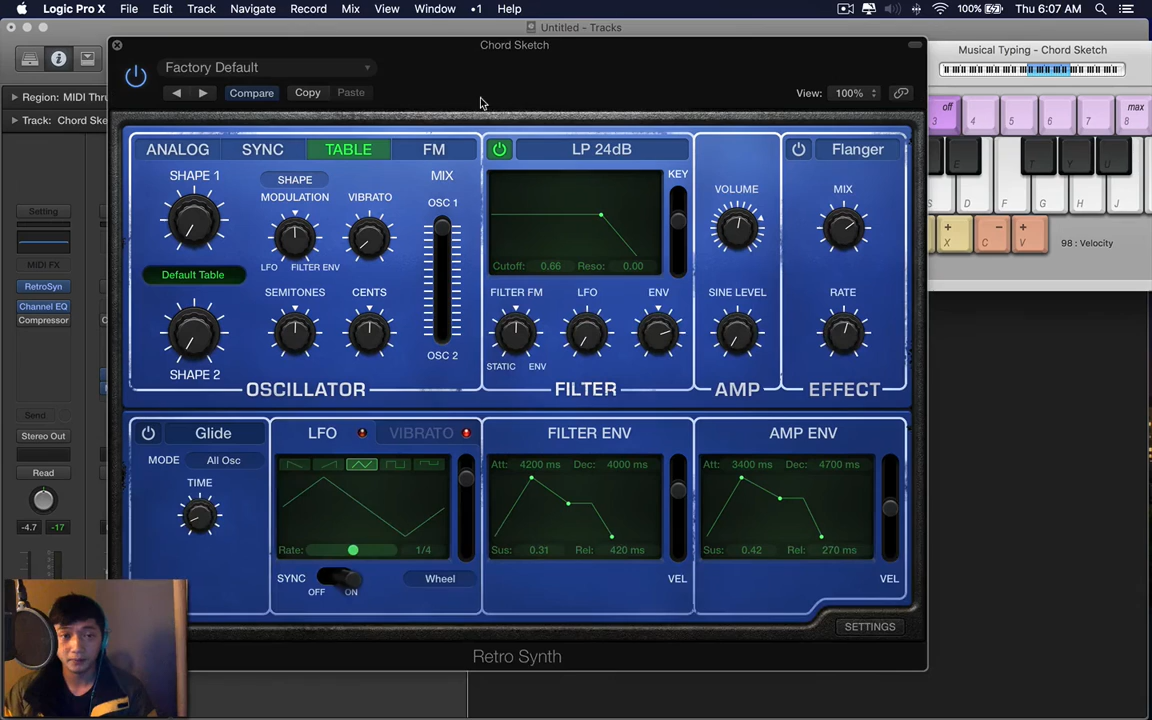 Logic Pro X File Edit Track Navigate Record Mix View Window •1 Help 100% Thu 6:07 AM
Untitled - Tracks
Chord Sketch
Musical Typing - Chord Sketch
Factory Default
Compare Copy Paste View: 100%
Region: MIDI Thru
Track: Chord Ske
off max
3 4 5 6 7 8
E T Y U
S D F G H J
+ − +
X C V
98 : Velocity
ANALOG SYNC TABLE FM
LP 24dB
Flanger
SHAPE 1
SHAPE
MODULATION VIBRATO
MIX
OSC 1
KEY
VOLUME
MIX
Setting
MIDI FX
RetroSyn
Channel EQ
Compressor
LFO FILTER ENV
Cutoff: 0.66 Reso: 0.00
Default Table
SEMITONES CENTS
FILTER FM LFO ENV
SINE LEVEL
RATE
SHAPE 2
OSC 2
STATIC ENV
OSCILLATOR FILTER AMP EFFECT
Send
Stereo Out
Read
-4.7 -17
Glide
LFO VIBRATO
FILTER ENV
AMP ENV
MODE All Osc
TIME
Att: 4200 ms Dec: 4000 ms
Att: 3400 ms Dec: 4700 ms
Rate: 1/4
Sus: 0.31 Rel: 420 ms
Sus: 0.42 Rel: 270 ms
SYNC
OFF ON
Wheel
VEL
VEL
SETTINGS
Retro Synth